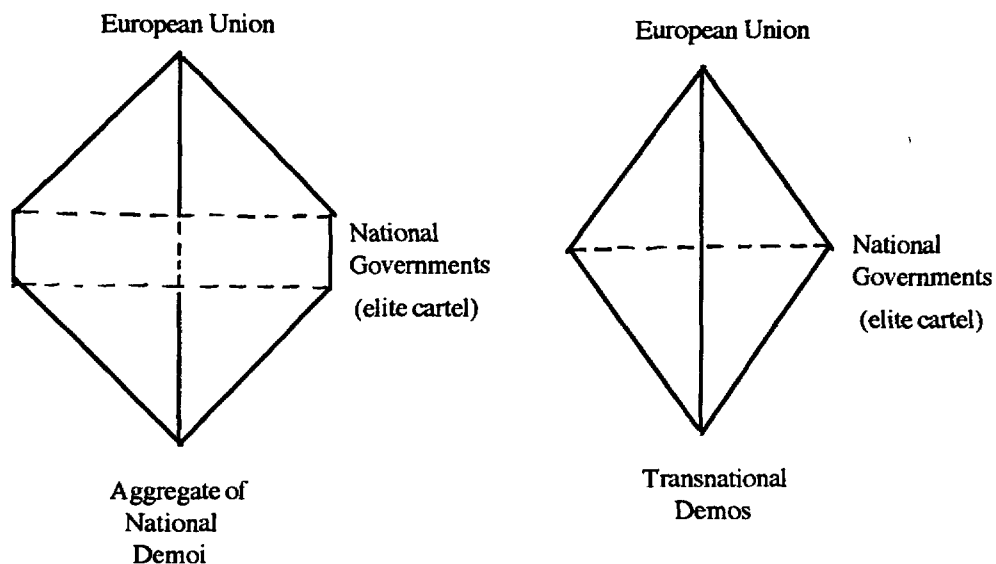 European Union
National
Governments
(elite cartel)
Aggregate of
National
Demoi
European Union
National
Governments
(elite cartel)
Transnational
Demos